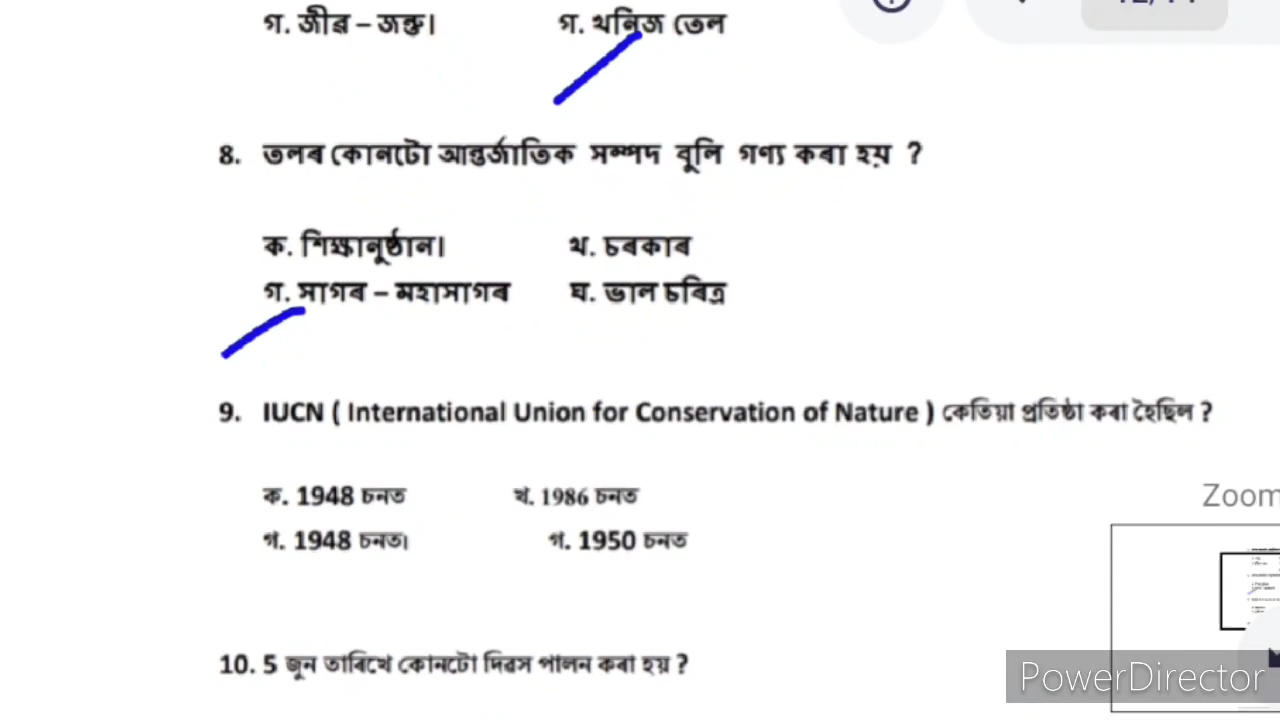 গ. জীৱ – জন্তু।	গ. খনিজ তেল
8. তলৰ কোনটো আন্তৰ্জাতিক সম্পদ বুলি গণ্য কৰা হয় ?
ক. শিক্ষানুষ্ঠান।	খ. চৰকাৰ
গ. সাগৰ – মহাসাগৰ	ঘ. ভাল চৰিত্ৰ
9. IUCN ( International Union for Conservation of Nature ) কেতিয়া প্ৰতিষ্ঠা কৰা হৈছিল ?
ক. 1948 চনত	খ. 1986 চনত
গ. 1948 চনত।	গ. 1950 চনত
Zoom
10. 5 জুন তাৰিখে কোনটো দিৱস পালন কৰা হয় ?
PowerDirector